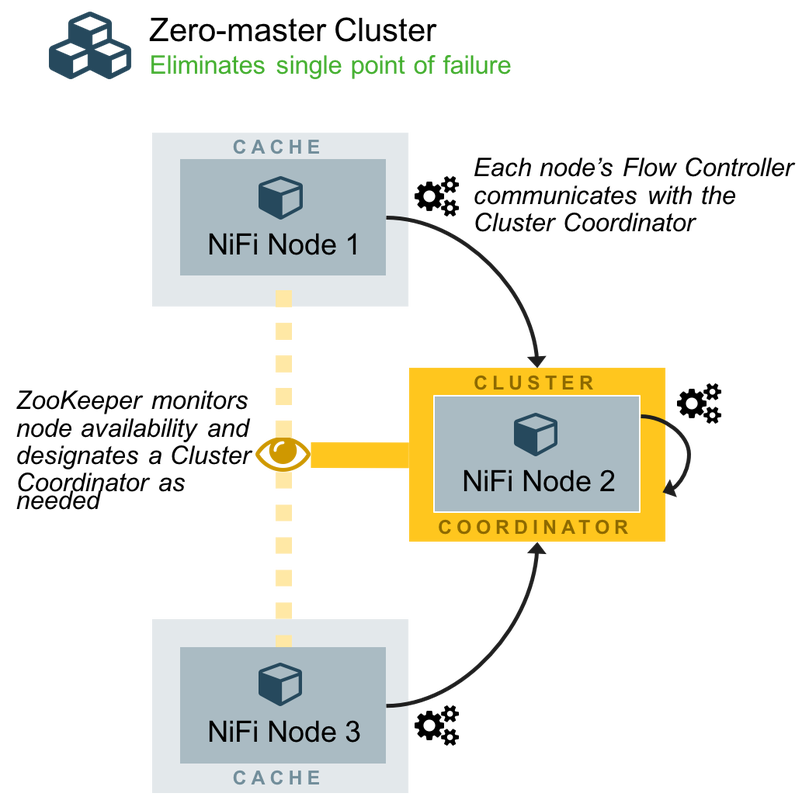 Zero-master Cluster
Eliminates single point of failure
CACHE
NiFi Node 1
Each node's Flow Controller
communicates with the
Cluster Coordinator
ZooKeeper monitors
node availability and
designates a Cluster
Coordinator as
needed
CLUSTER
NiFi Node 2
COORDINATOR
NiFi Node 3
CACHE